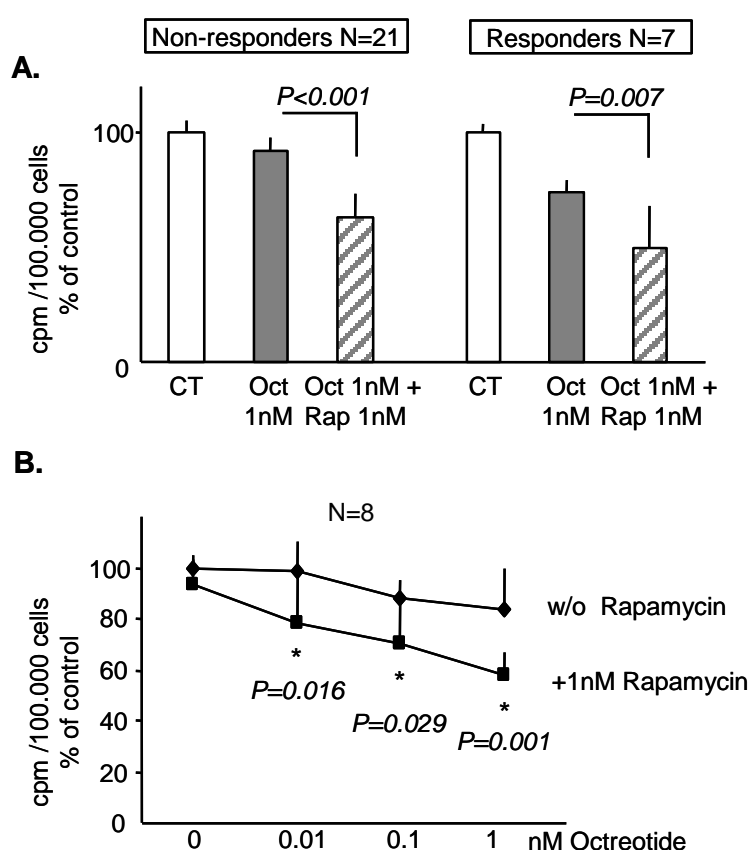 Non-responders N=21
Responders N=7
A.
P<0.001
P=0.007
100
cpm /100.000 cells
% of control
0
CT
Oct
1nM
Oct 1nM +
Rap 1nM
CT
Oct
1nM
Oct 1nM +
Rap 1nM
B.
N=8
100
80
60
40
20
0
cpm /100.000 cells
% of control
w/o Rapamycin
+1nM Rapamycin
*
P=0.016
*
P=0.029
*
P=0.001
0 0.01 0.1 1 nM Octreotide